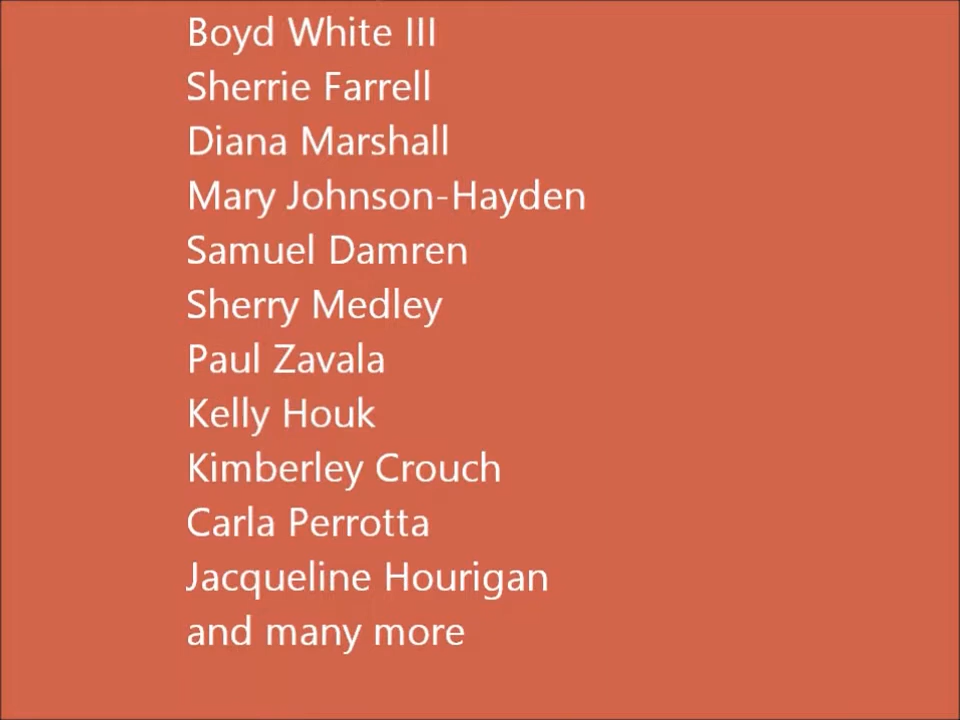 Boyd White III
Sherrie Farrell
Diana Marshall
Mary Johnson-Hayden
Samuel Damren
Sherry Medley
Paul Zavala
Kelly Houk
Kimberley Crouch
Carla Perrotta
Jacqueline Hourigan
and many more